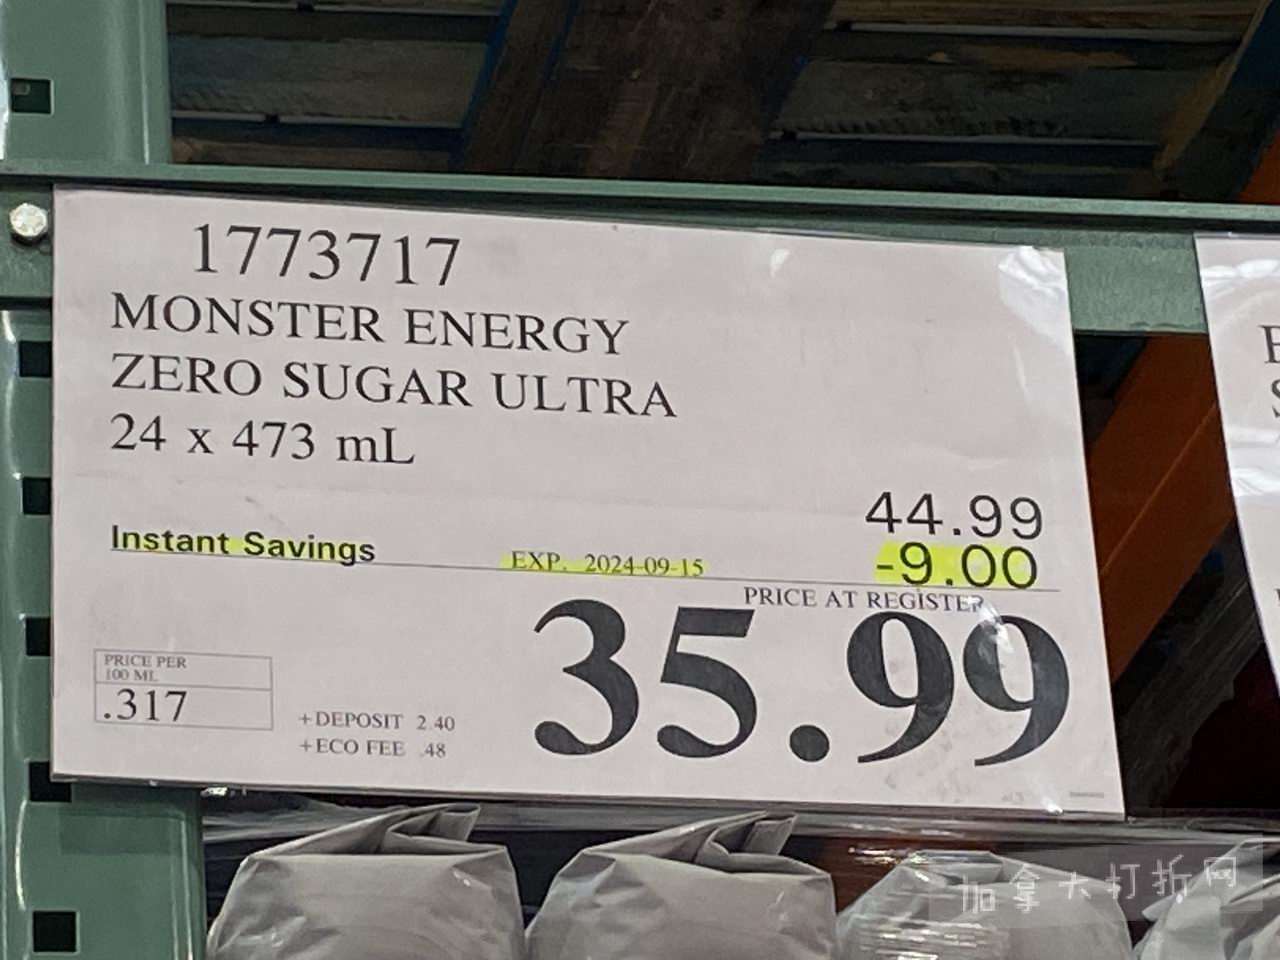 1773717
MONSTER ENERGY
ZERO SUGAR ULTRA
24 x 473 mL
44.99
Instant Savings EXP. 2024-09-15 -9.00
PRICE AT REGISTER
35.99
PRICE PER
100 ML
.317
+DEPOSIT 2.40
+ECO FEE .48
加拿大打折网